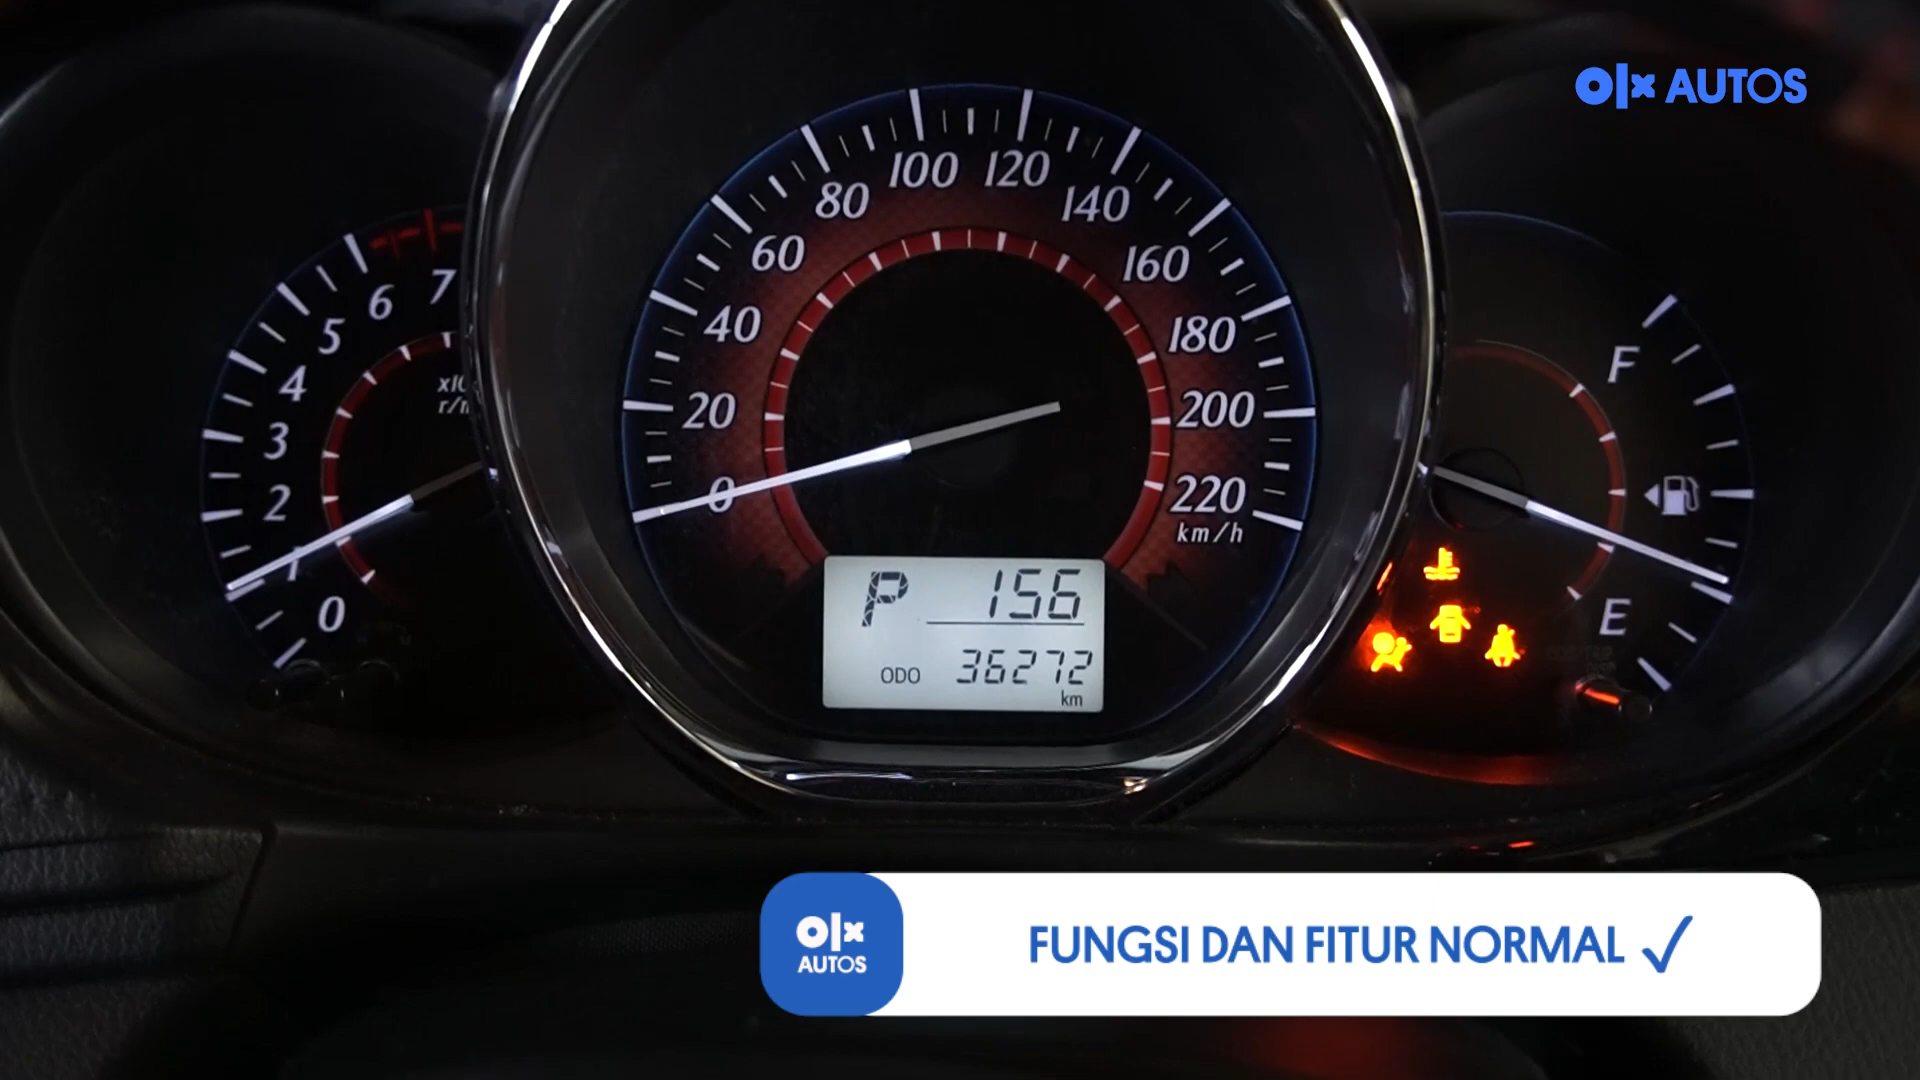 OLX AUTOS
7
6
5
4
3
2
1
0
r/m
0
20
40
60
80
100
120
140
160
180
200
220
km/h
P 156
ODO 36272
km
F
E
OLX
AUTOS
FUNGSI DAN FITUR NORMAL ✓